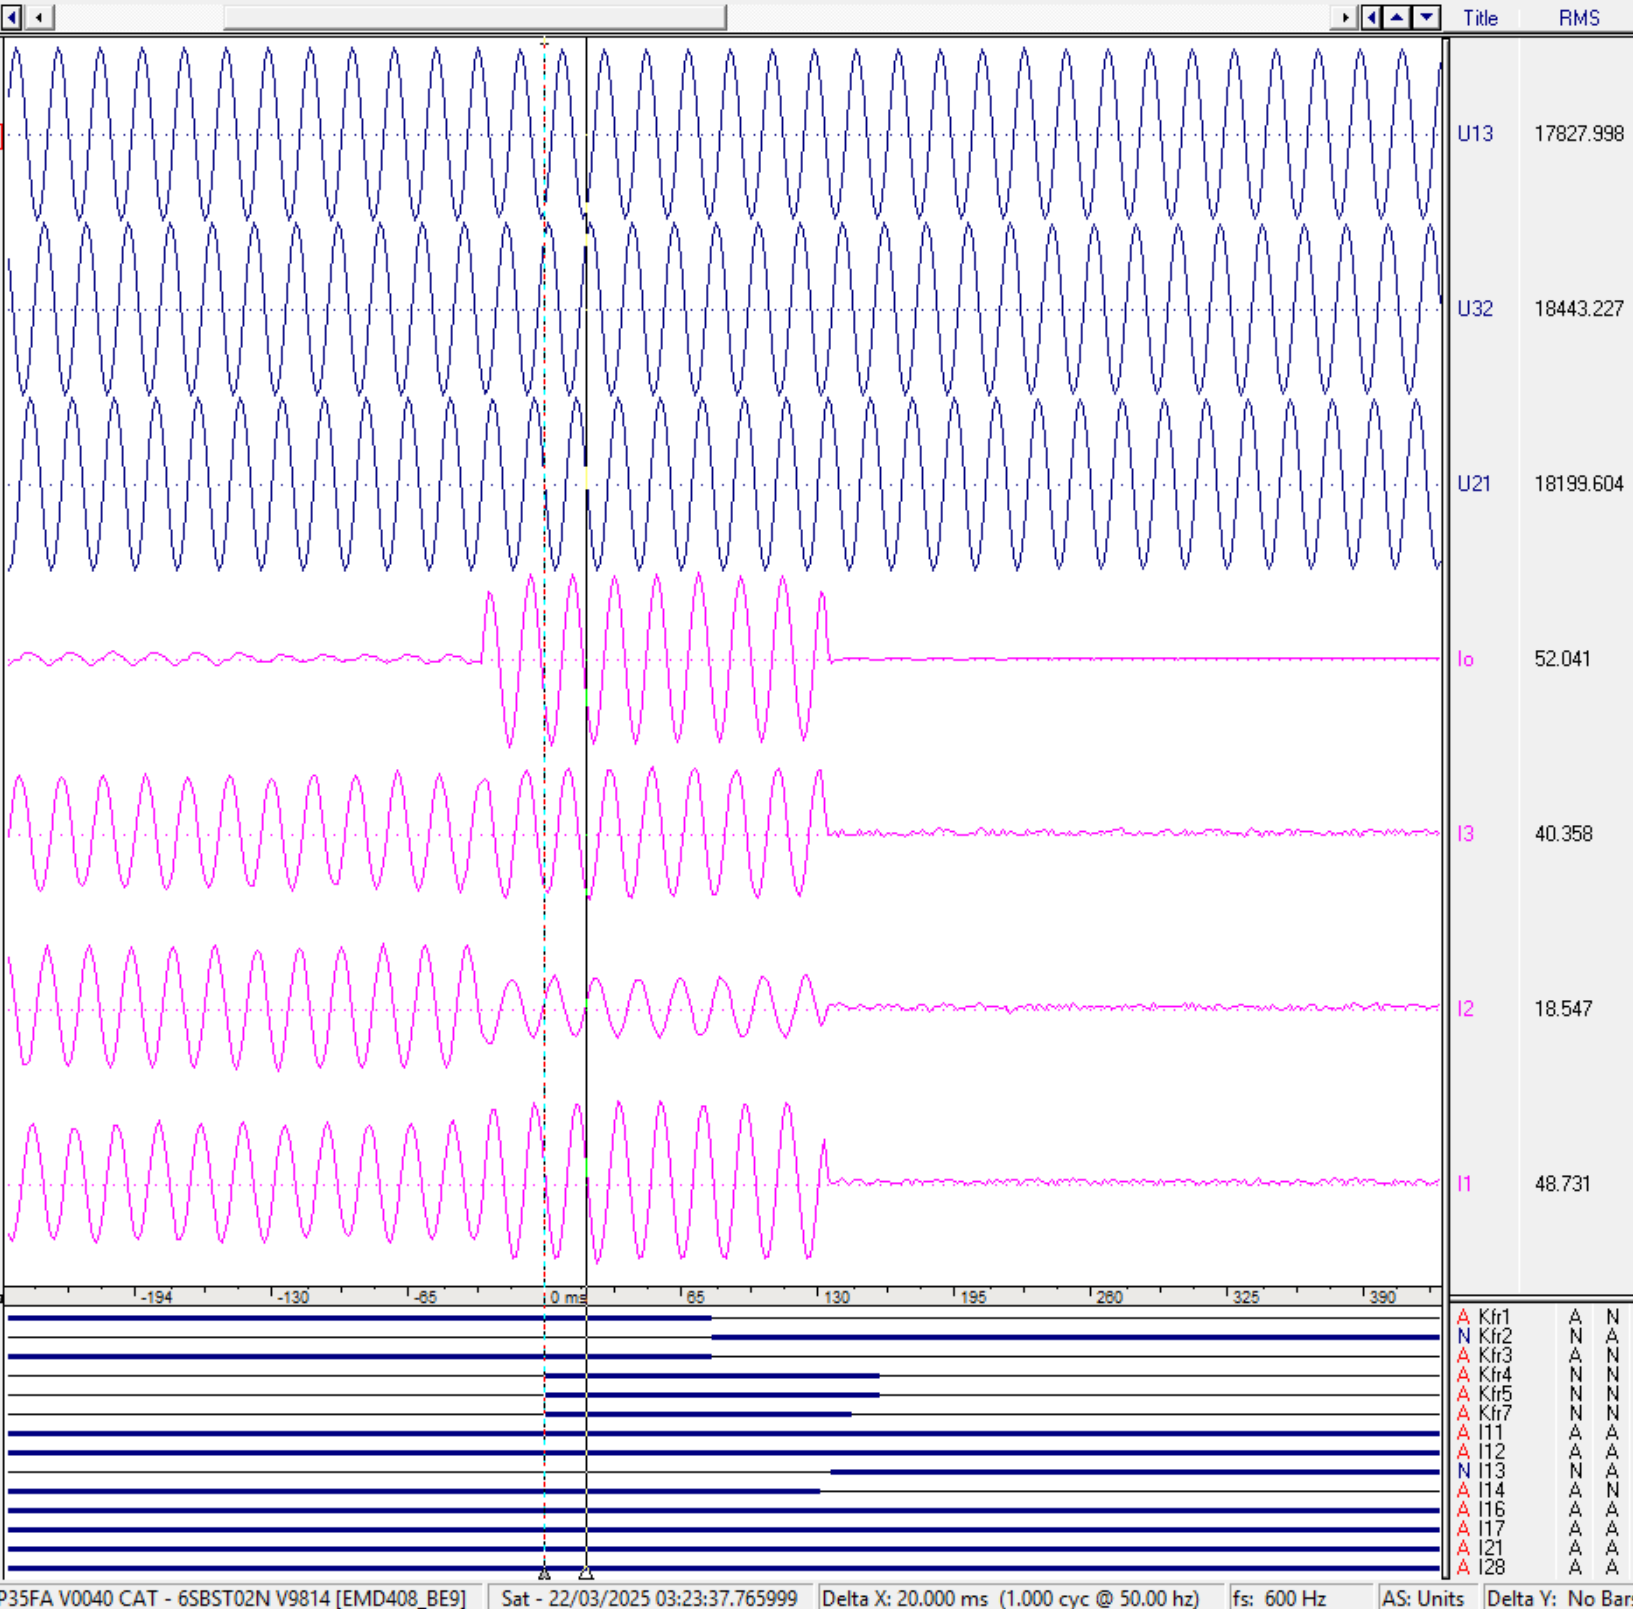 Title RMS
U13 17827.998
U32 18443.227
U21 18199.604
Io 52.041
I3 40.358
I2 18.547
I1 48.731
-194 -130 -65 0 ms 65 130 195 260 325 390
A Kfr1 A N
N Kfr2 N A
A Kfr3 A N
A Kfr4 N N
A Kfr5 N N
A Kfr7 N N
A I11 A A
A I12 A A
N I13 N A
A I14 A N
A I16 A A
A I17 A A
A I21 A A
A I28 A A
P35FA V0040 CAT - 6SBST02N V9814 [EMD408_BE9] Sat - 22/03/2025 03:23:37.765999 Delta X: 20.000 ms (1.000 cyc @ 50.00 hz) fs: 600 Hz AS: Units Delta Y: No Bars